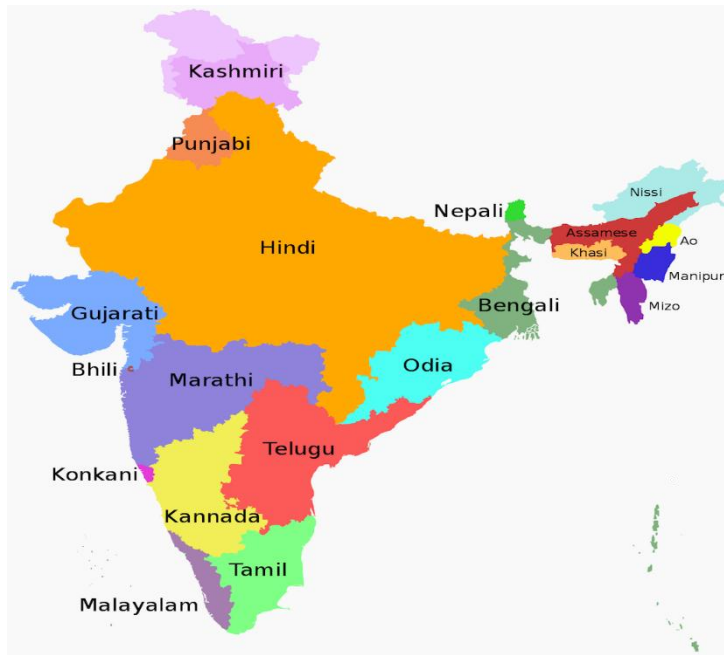 Kashmiri
Punjabi
Nissi
Nepali
Assamese
Hindi
Ao
Khasi
Manipur
Gujarati
Bengali
Mizo
Bhili
Marathi
Odia
Telugu
Konkani
Kannada
Tamil
Malayalam